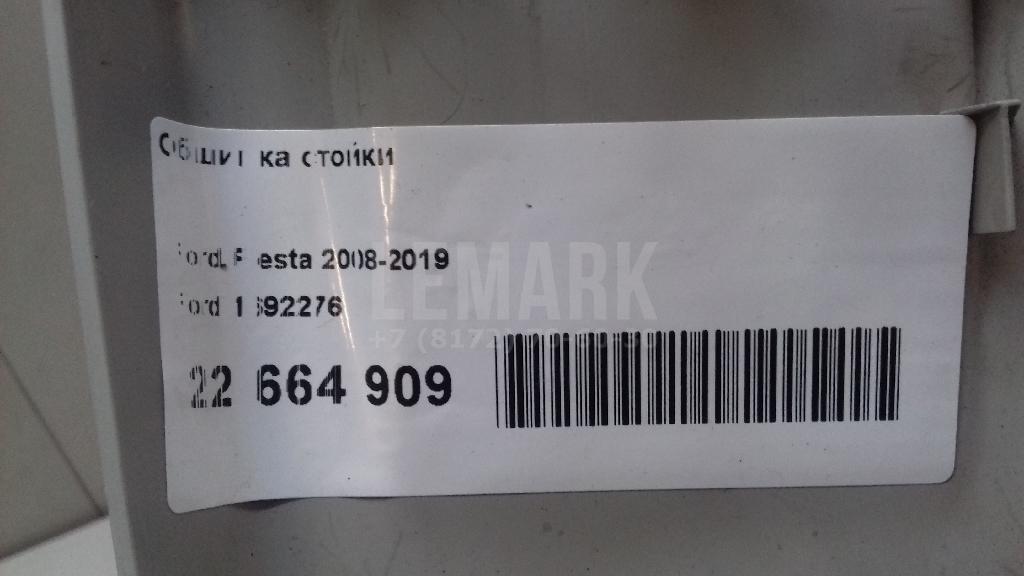 Обшивка стойки
Ford, Fiesta 2008-2019
Ford 1692276
22 664 909
LEMARK